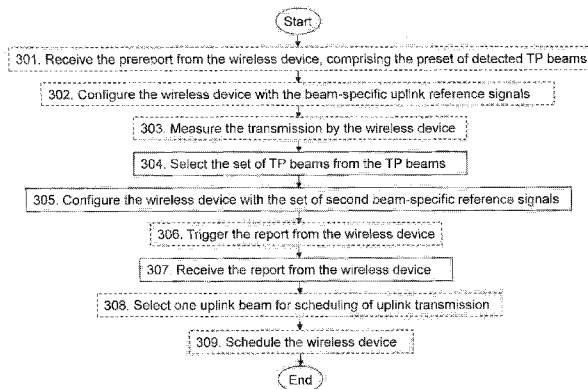 Start
301. Receive the prereport from the wireless device, comprising the preset of detected TP beams
302. Configure the wireless device with the beam-specific uplink reference signals
303. Measure the transmission by the wireless device
304. Select the set of TP beams from the TP beams
305. Configure the wireless device with the set of second beam-specific reference signals
306. Trigger the report from the wireless device
307. Receive the report from the wireless device
308. Select one uplink beam for scheduling of uplink transmission
309. Schedule the wireless device
End